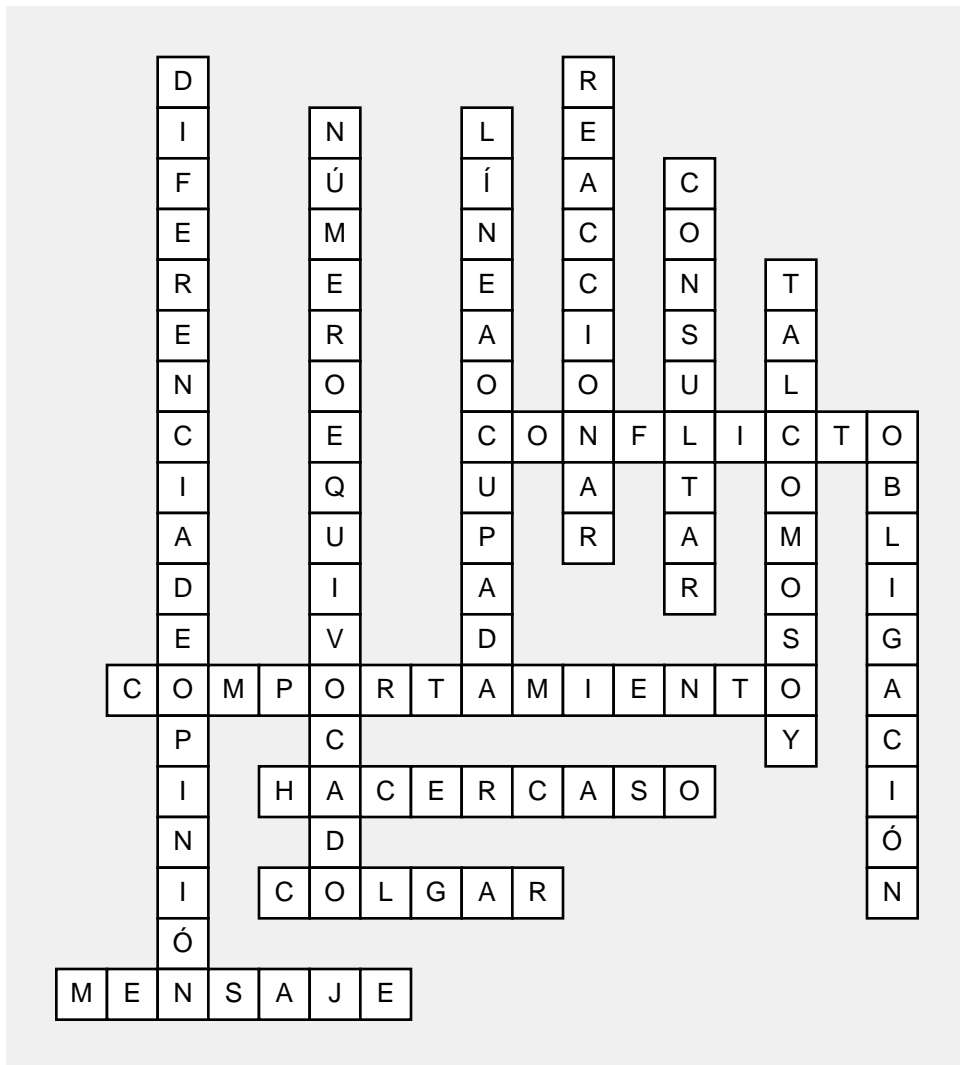 DIFERENCIADEOPINIÓN
REACCIONAR
NÚMEROEQUIVOCADO
LÍNEAOCUPADA
CONSULTAR
TALCOMOSOY
CONFLICTO
OBLIGACIÓN
COMPORTAMIENTO
HACERCASO
COLGAR
MENSAJE